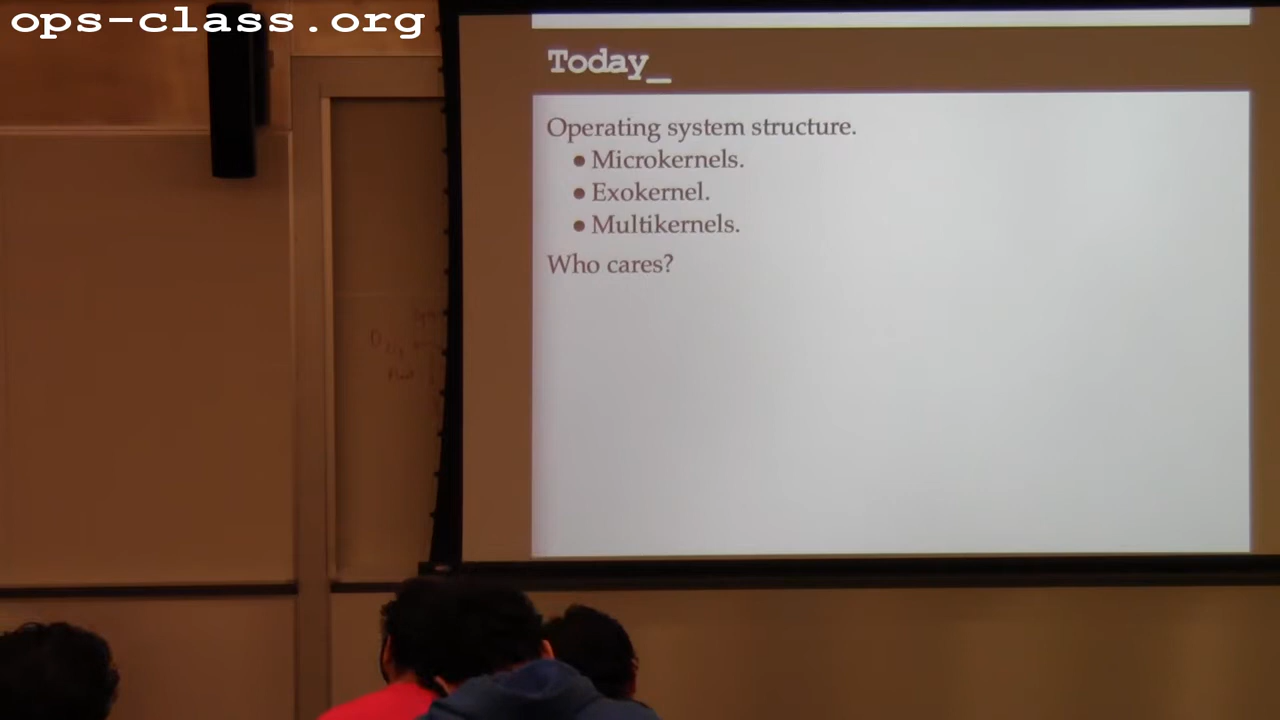 ops-class.org
Today_
Operating system structure.
• Microkernels.
• Exokernel.
• Multikernels.
Who cares?